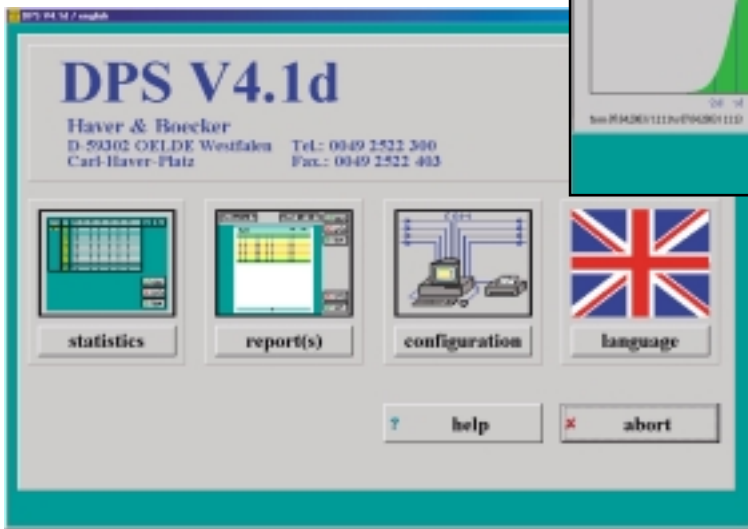 DPS V4.1d / english
DPS V4.1d
Haver & Boecker
D-59302 OELDE Westfalen Tel.: 0049 2522 300
Carl-Haver-Platz Fax.: 0049 2522 403
COM
statistics report(s) configuration language
? help x abort